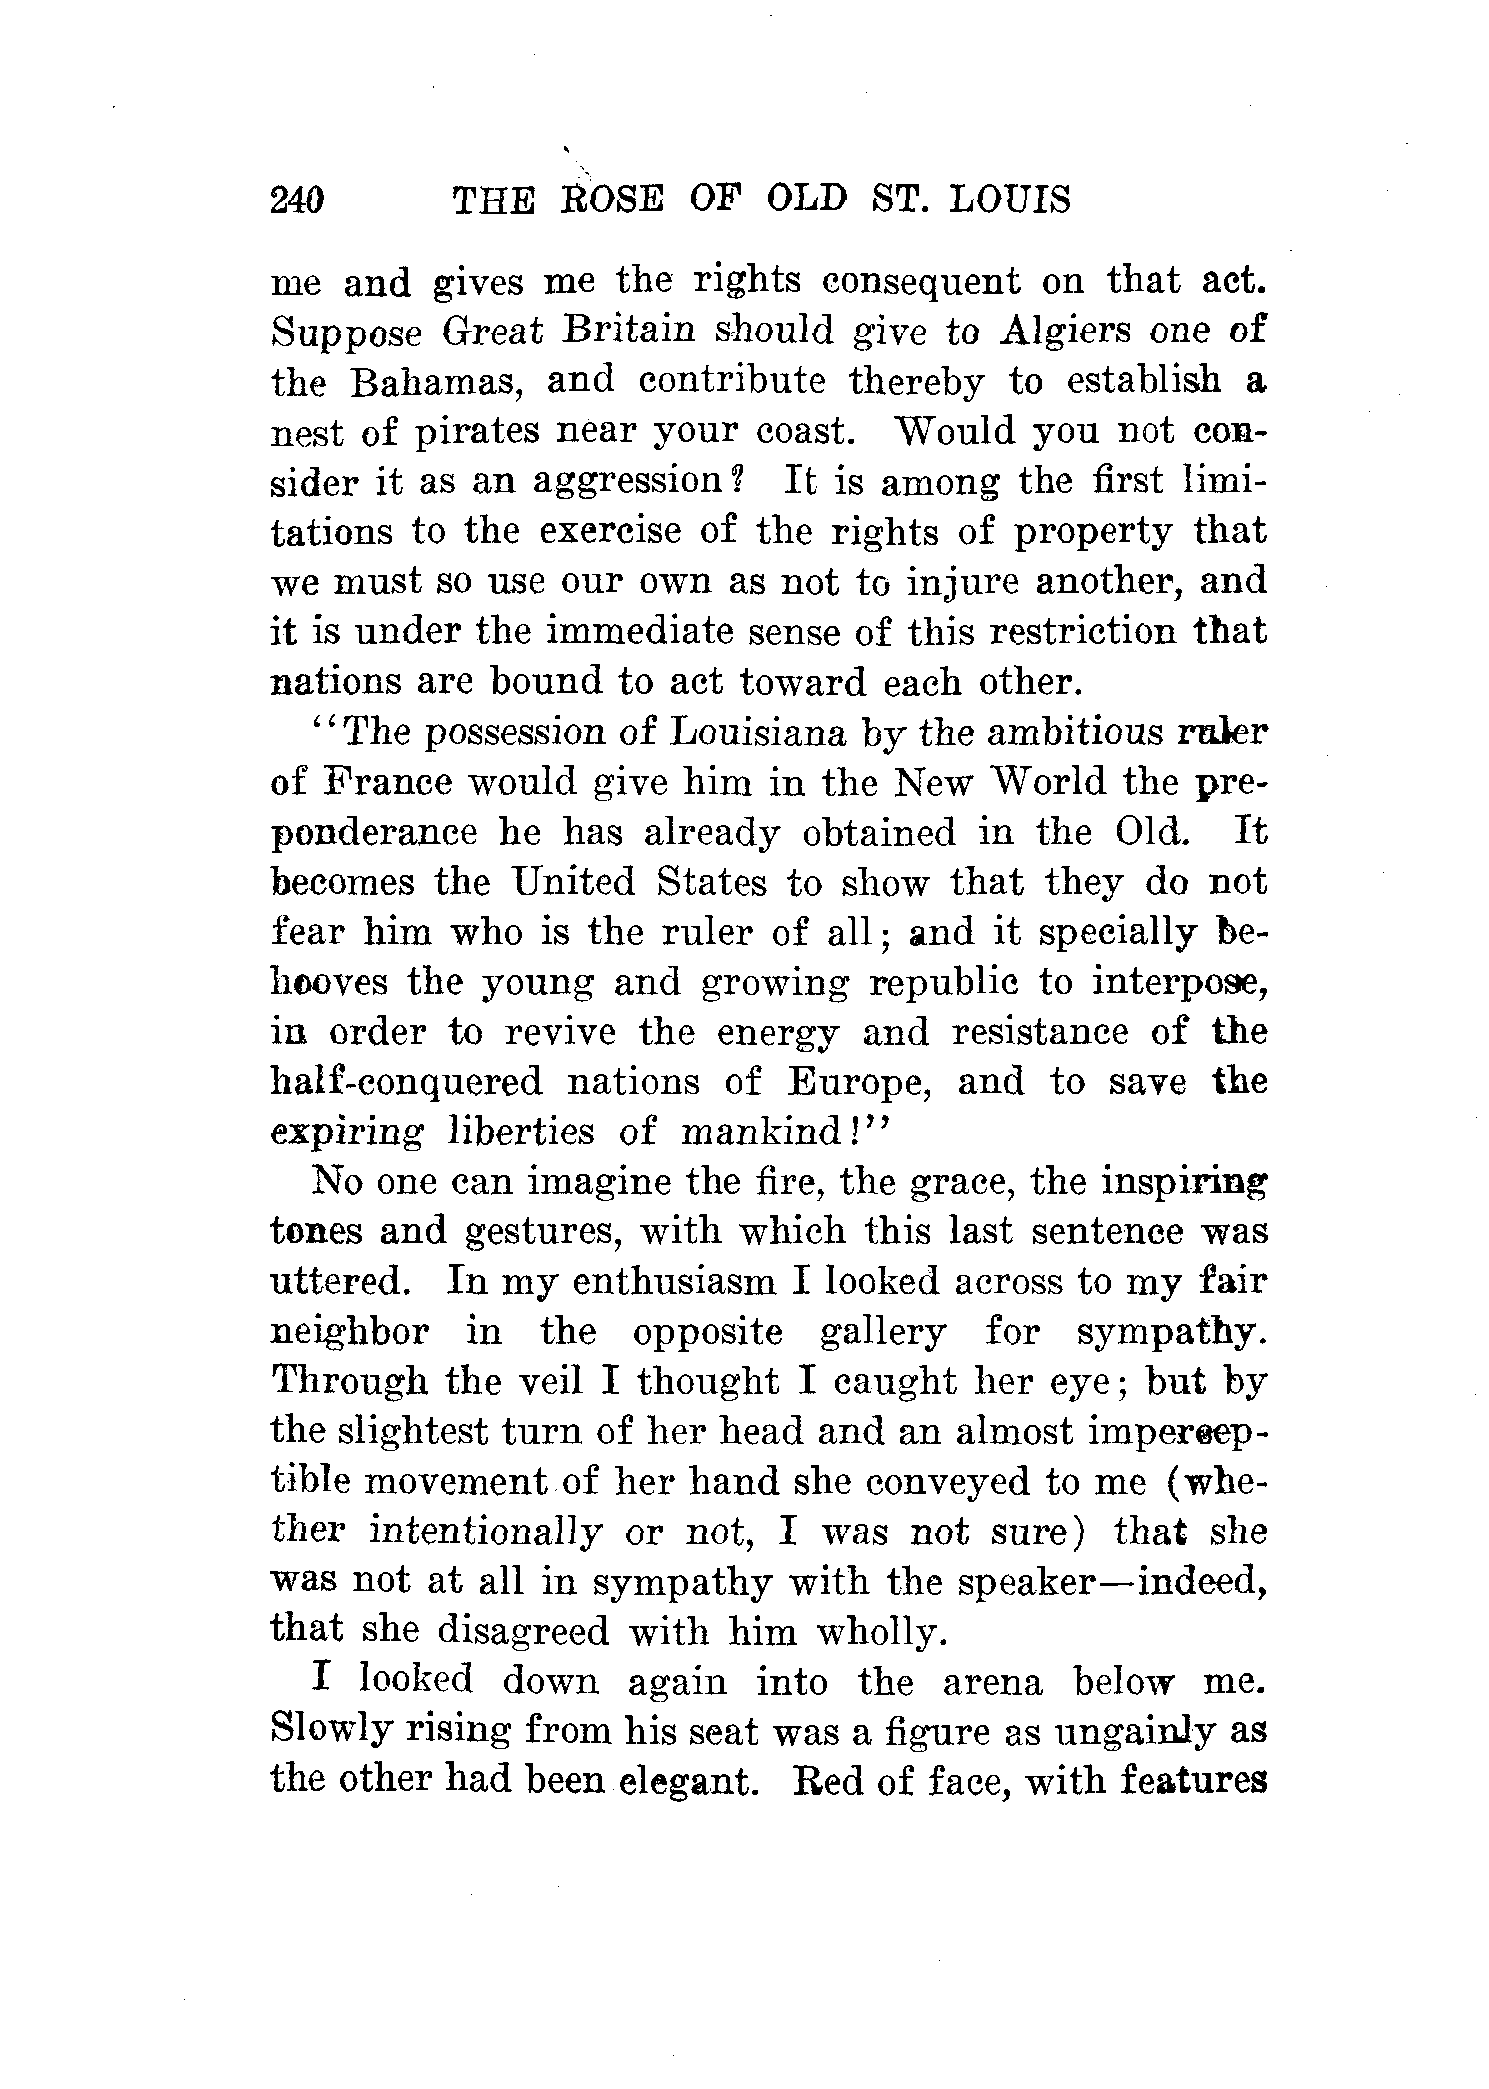 240 THE ROSE OF OLD ST. LOUIS
me and gives me the rights consequent on that act.
Suppose Great Britain should give to Algiers one of
the Bahamas, and contribute thereby to establish a
nest of pirates near your coast. Would you not con-
sider it as an aggression? It is among the first limi-
tations to the exercise of the rights of property that
we must so use our own as not to injure another, and
it is under the immediate sense of this restriction that
nations are bound to act toward each other.
"The possession of Louisiana by the ambitious ruler
of France would give him in the New World the pre-
ponderance he has already obtained in the Old. It
becomes the United States to show that they do not
fear him who is the ruler of all; and it specially be-
hooves the young and growing republic to interpose,
in order to revive the energy and resistance of the
half-conquered nations of Europe, and to save the
expiring liberties of mankind!"
No one can imagine the fire, the grace, the inspiring
tones and gestures, with which this last sentence was
uttered. In my enthusiasm I looked across to my fair
neighbor in the opposite gallery for sympathy.
Through the veil I thought I caught her eye; but by
the slightest turn of her head and an almost impercep-
tible movement of her hand she conveyed to me (whe-
ther intentionally or not, I was not sure) that she
was not at all in sympathy with the speaker—indeed,
that she disagreed with him wholly.
I looked down again into the arena below me.
Slowly rising from his seat was a figure as ungainly as
the other had been elegant. Red of face, with features